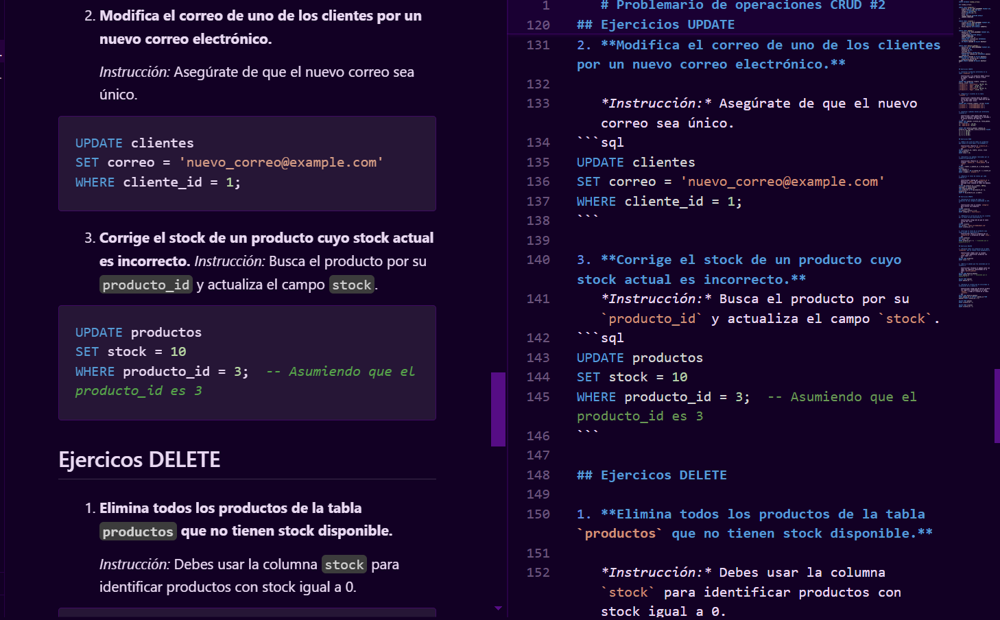 2. Modifica el correo de uno de los clientes por un
nuevo correo electrónico.
Instrucción: Asegúrate de que el nuevo correo sea
único.
UPDATE clientes
SET correo = 'nuevo_correo@example.com'
WHERE cliente_id = 1;
3. Corrige el stock de un producto cuyo stock actual
es incorrecto. Instrucción: Busca el producto por su
producto_id y actualiza el campo stock.
UPDATE productos
SET stock = 10
WHERE producto_id = 3;  -- Asumiendo que el
producto_id es 3
Ejercicos DELETE
1. Elimina todos los productos de la tabla
productos que no tienen stock disponible.
Instrucción: Debes usar la columna stock para
identificar productos con stock igual a 0.
1 # Problemario de operaciones CRUD #2
120 ## Ejercicios UPDATE
131 2. **Modifica el correo de uno de los clientes
por un nuevo correo electrónico.**
132
133 *Instrucción:* Asegúrate de que el nuevo
correo sea único.
134 ```sql
135 UPDATE clientes
136 SET correo = 'nuevo_correo@example.com'
137 WHERE cliente_id = 1;
138 ```
139
140 3. **Corrige el stock de un producto cuyo
stock actual es incorrecto.**
141 *Instrucción:* Busca el producto por su
`producto_id` y actualiza el campo `stock`.
142 ```sql
143 UPDATE productos
144 SET stock = 10
145 WHERE producto_id = 3;  -- Asumiendo que el
producto_id es 3
146 ```
147
148 ## Ejercicos DELETE
149
150 1. **Elimina todos los productos de la tabla
`productos` que no tienen stock disponible.**
151
152 *Instrucción:* Debes usar la columna
`stock` para identificar productos con
stock igual a 0.